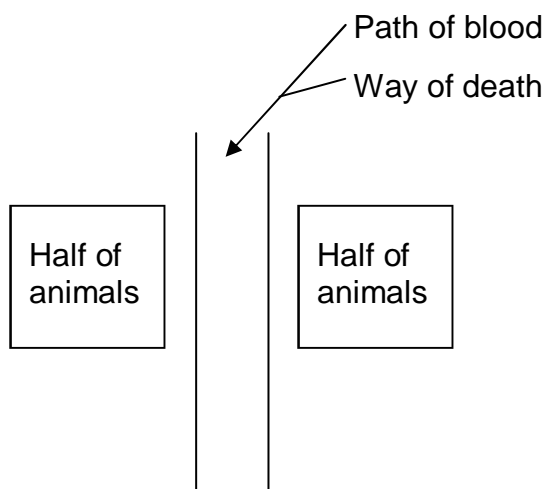 Path of blood
Way of death
Half of
animals
Half of
animals